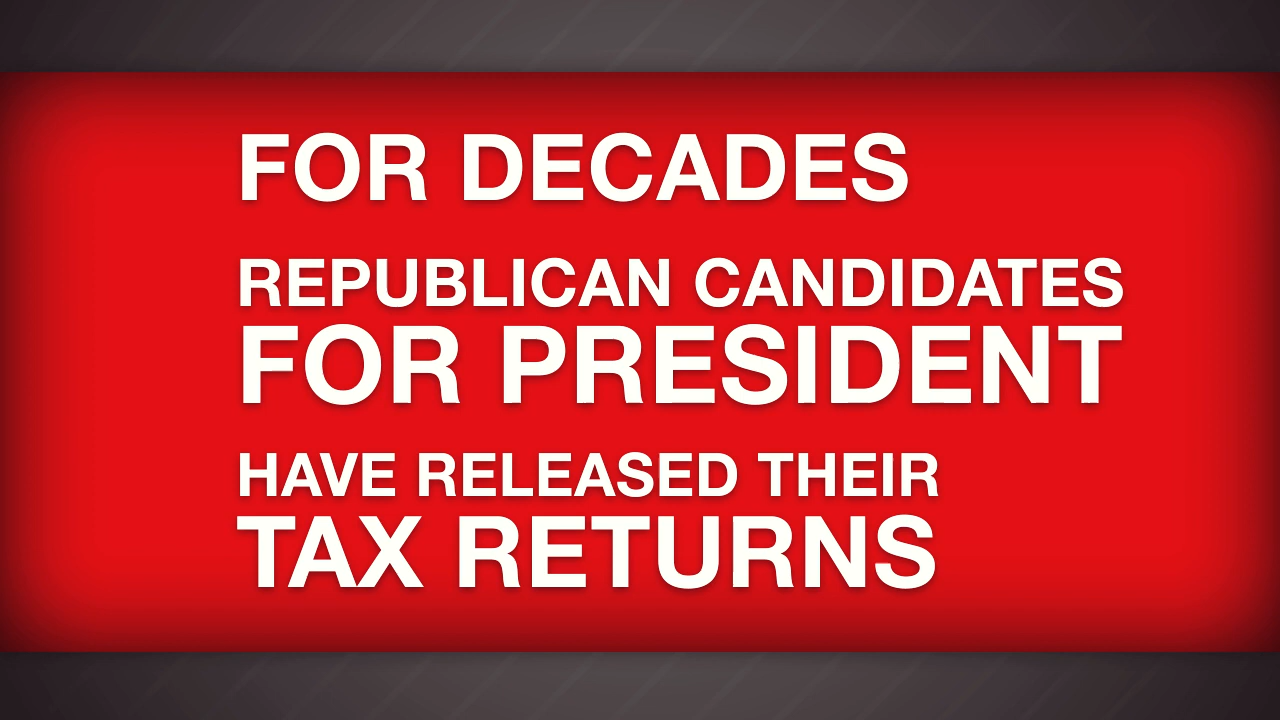 FOR DECADES
REPUBLICAN CANDIDATES
FOR PRESIDENT
HAVE RELEASED THEIR
TAX RETURNS